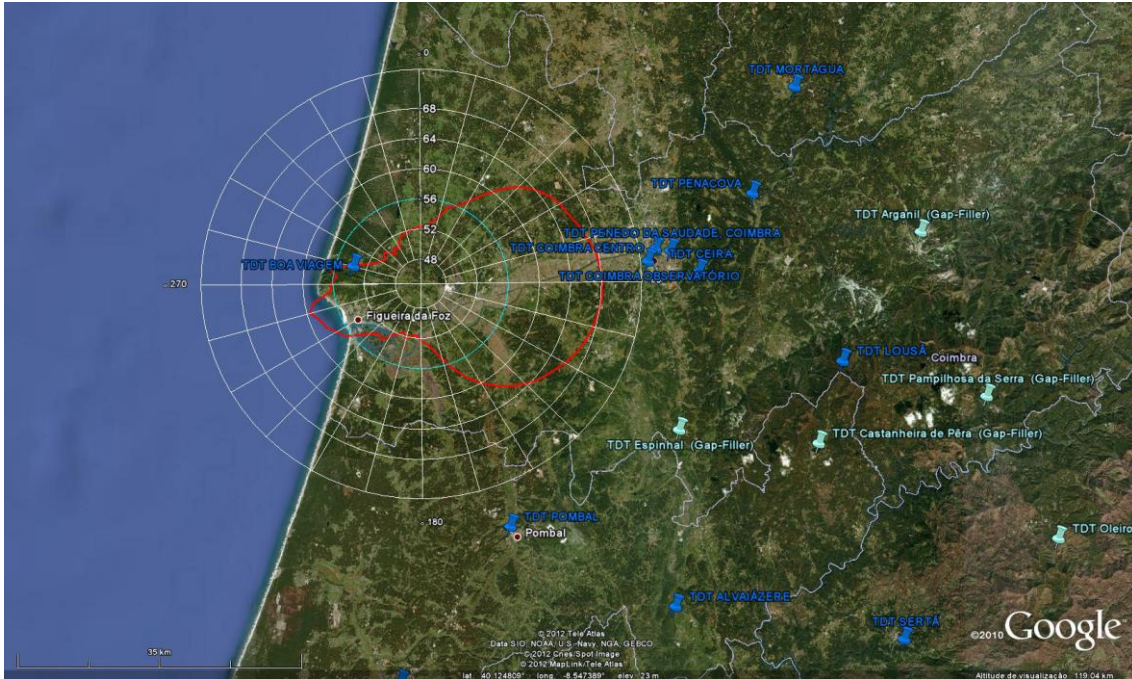 0
TDT MORTÁGUA
68
64
60
TDT PENACOVA
56
TDT Arganil (Gap-Filler)
52
TDT PENEDO DA SAUDADE, COIMBRA
TDT COIMBRA CENTRO
TDT CEIRA
48
TDT BOA VIAGEM
TDT COIMBRA OBSERVATÓRIO
270
Figueira da Foz
TDT LOUSÃ
Coimbra
TDT Pampilhosa da Serra (Gap-Filler)
TDT Castanheira de Pêra (Gap-Filler)
TDT Espinhal (Gap-Filler)
180
TDT POMBAL
Pombal
TDT Oleiro
TDT ALVAIÁZERE
TDT SERTÃ
© 2012 Tele Atlas
Data SIO, NOAA, U.S. Navy, NGA, GEBCO
© 2012 Cnes/Spot Image
© 2012 MapLink/Tele Atlas
©2010 Google
35 km
lat 40.124809° long -8.547389° elev 23 m
Altitude de visualização 119.04 km